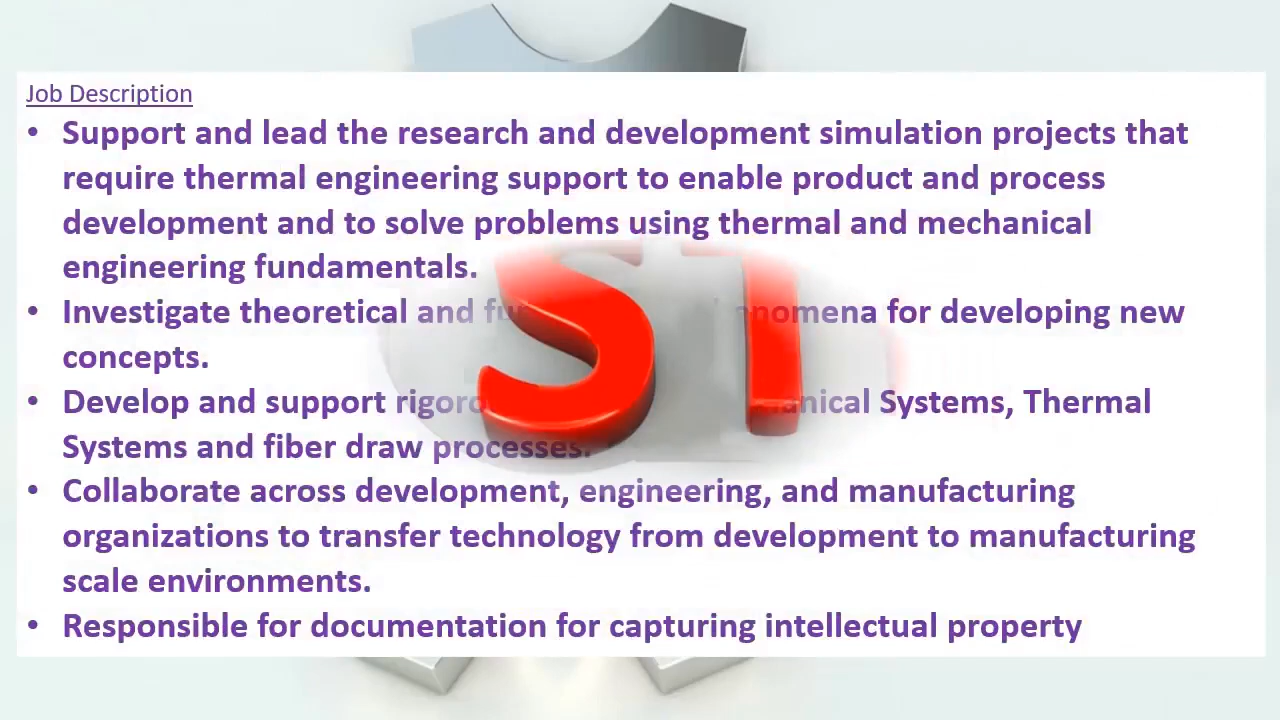 Job Description
• Support and lead the research and development simulation projects that
require thermal engineering support to enable product and process
development and to solve problems using thermal and mechanical
engineering fundamentals.
• Investigate theoretical and for developing new
concepts.
• Develop and support Systems, Thermal
Systems and fiber draw processes.
• Collaborate across development, engineering, and manufacturing
organizations to transfer technology from development to manufacturing
scale environments.
• Responsible for documentation for capturing intellectual property